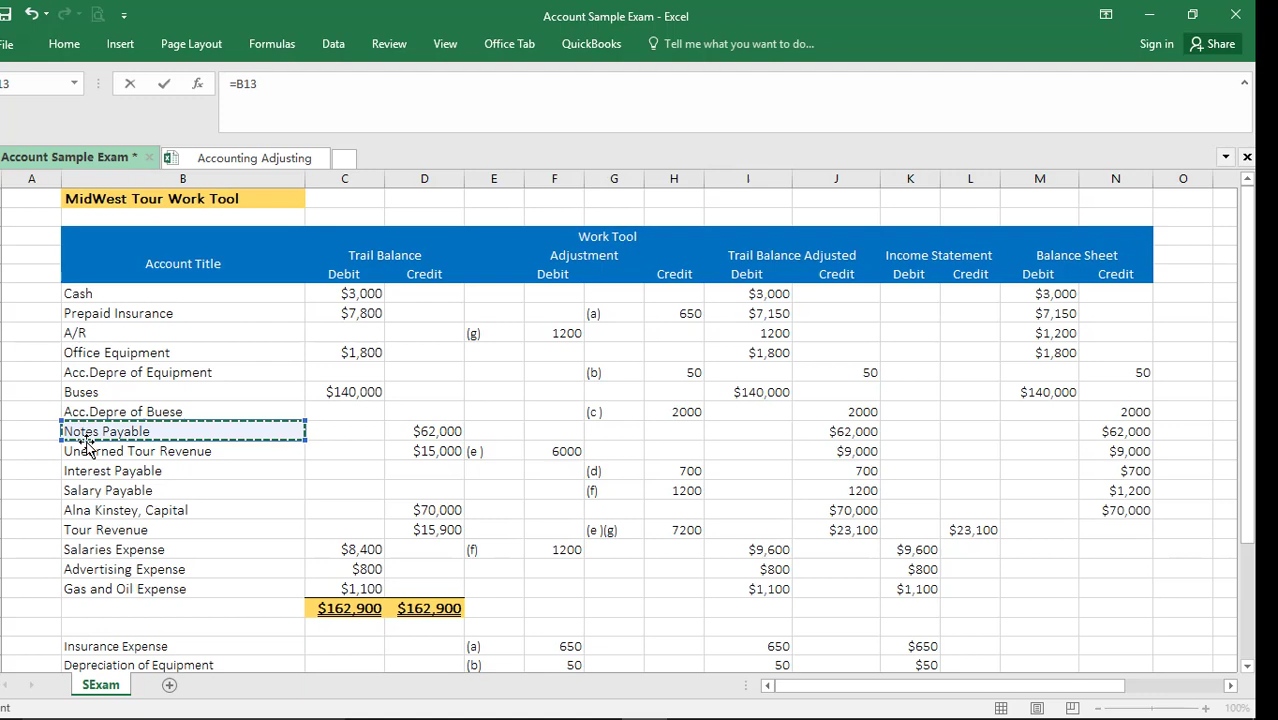 Account Sample Exam - Excel
File Home Insert Page Layout Formulas Data Review View Office Tab QuickBooks Tell me what you want to do... Sign in Share
13 fx =B13
Account Sample Exam * Accounting Adjusting
A B C D E F G H I J K L M N O
MidWest Tour Work Tool
Work Tool
Account Title Trail Balance Adjustment Trail Balance Adjusted Income Statement Balance Sheet
Debit Credit Debit Credit Debit Credit Debit Credit Debit Credit
Cash $3,000 $3,000 $3,000
Prepaid Insurance $7,800 (a) 650 $7,150 $7,150
A/R (g) 1200 1200 $1,200
Office Equipment $1,800 $1,800 $1,800
Acc.Depre of Equipment (b) 50 50 50
Buses $140,000 $140,000 $140,000
Acc.Depre of Buese (c ) 2000 2000 2000
Notes Payable $62,000 $62,000 $62,000
Unearned Tour Revenue $15,000 (e ) 6000 $9,000 $9,000
Interest Payable (d) 700 700 $700
Salary Payable (f) 1200 1200 $1,200
Alna Kinstey, Capital $70,000 $70,000 $70,000
Tour Revenue $15,900 (e )(g) 7200 $23,100 $23,100
Salaries Expense $8,400 (f) 1200 $9,600 $9,600
Advertising Expense $800 $800 $800
Gas and Oil Expense $1,100 $1,100 $1,100
$162,900 $162,900
Insurance Expense (a) 650 650 $650
Depreciation of Equipment (b) 50 50 $50
SExam
nt 100%